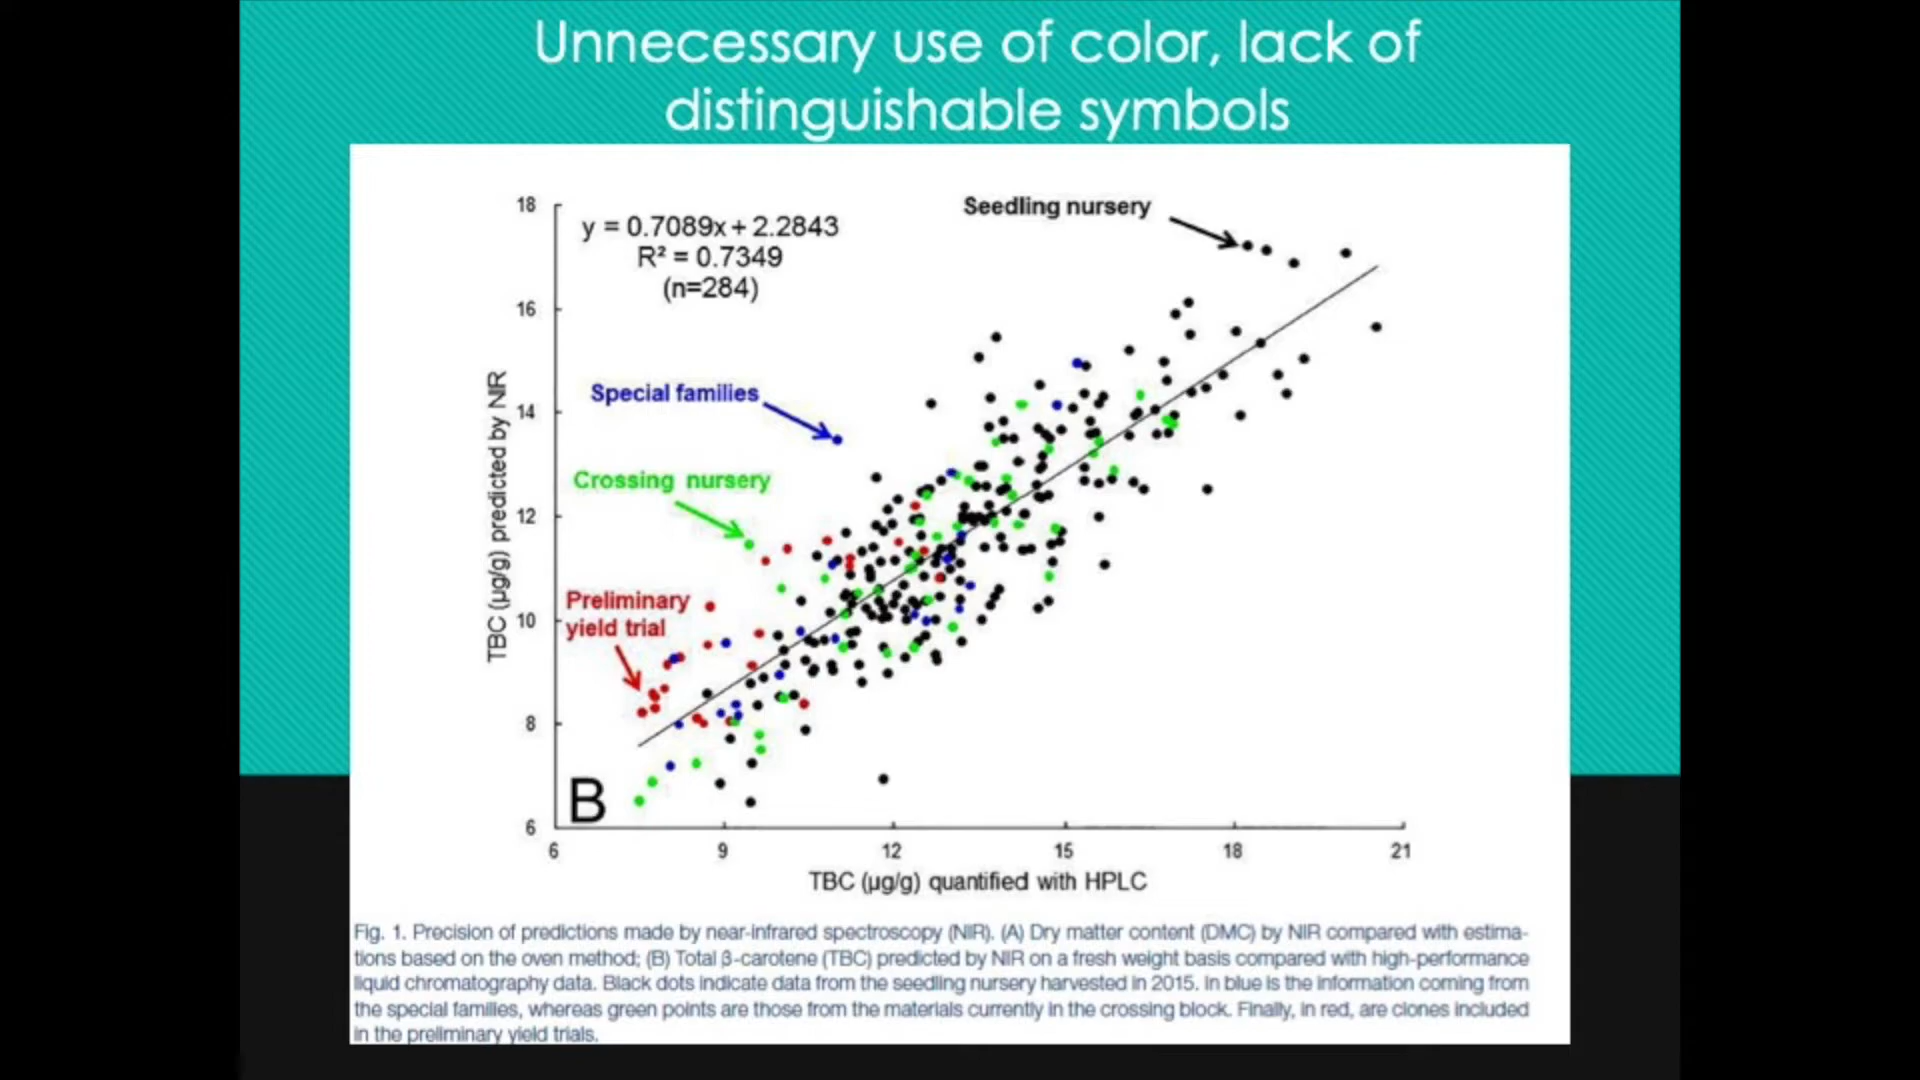 Unnecessary use of color, lack of
distinguishable symbols
Seedling nursery
y = 0.7089x + 2.2843
R² = 0.7349
(n=284)
Special families
Crossing nursery
Preliminary
yield trial
TBC (µg/g) predicted by NIR
18
16
14
12
10
8
6
B
6 9 12 15 18 21
TBC (µg/g) quantified with HPLC
Fig. 1. Precision of predictions made by near-infrared spectroscopy (NIR). (A) Dry matter content (DMC) by NIR compared with estima-
tions based on the oven method; (B) Total β-carotene (TBC) predicted by NIR on a fresh weight basis compared with high-performance
liquid chromatography data. Black dots indicate data from the seedling nursery harvested in 2015. In blue is the information coming from
the special families, whereas green points are those from the materials currently in the crossing block. Finally, in red, are clones included
in the preliminary yield trials.